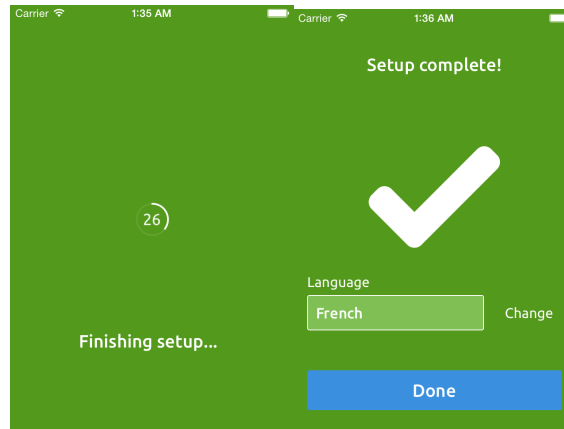 Carrier 1:35 AM
26
Finishing setup...
Carrier 1:36 AM
Setup complete!
Language
French Change
Done